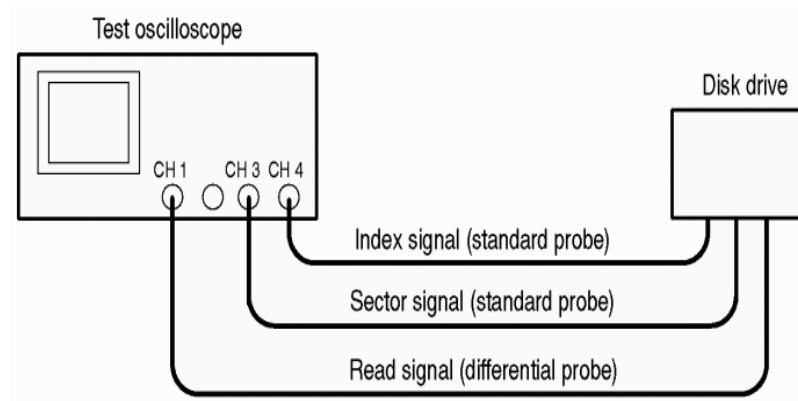 Test oscilloscope
Disk drive
CH 1
CH 3 CH 4
Index signal (standard probe)
Sector signal (standard probe)
Read signal (differential probe)